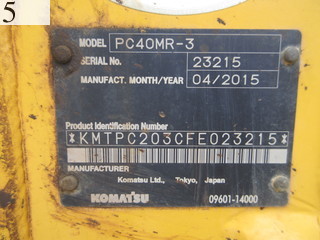 5
MODEL PC40MR-3
SERIAL No. 23215
MANUFACT. MONTH/YEAR 04/2015
Product Identification Number
*KMTPC203CFE023215*
MANUFACTURER
Komatsu Ltd., Tokyo, Japan
KOMATSU 09601-14000